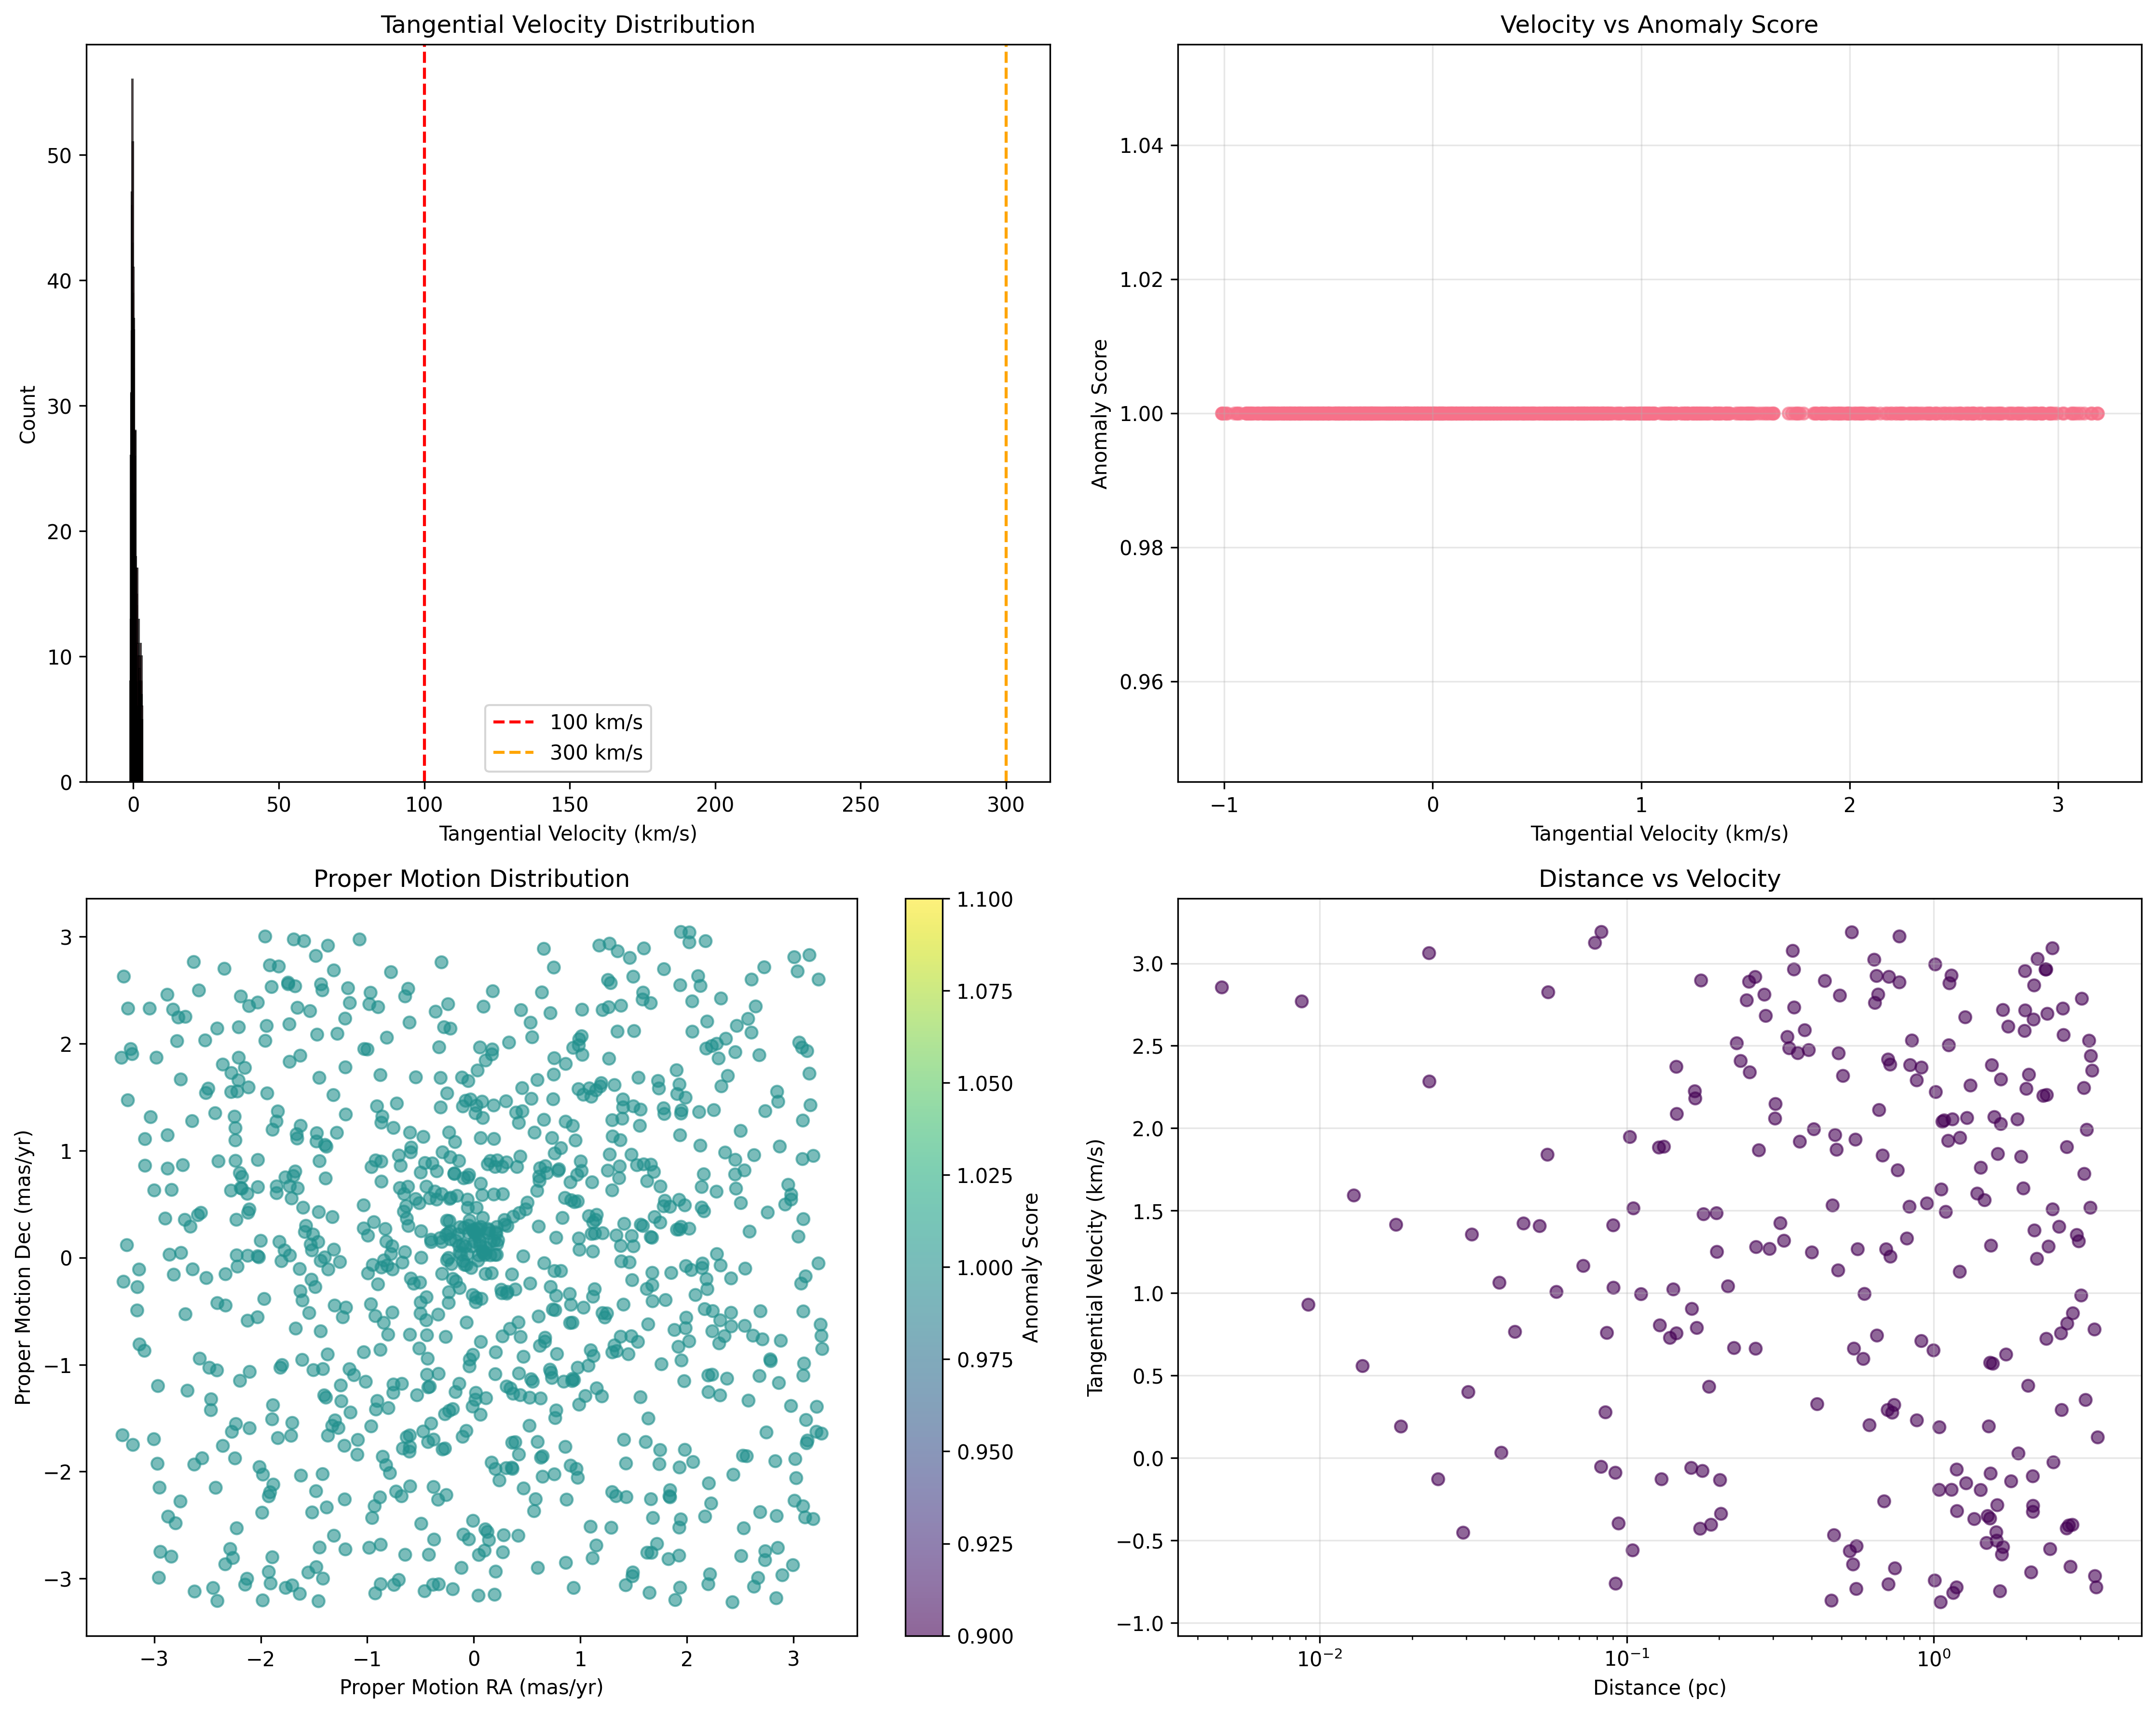 Tangential Velocity Distribution
Count
50
40
30
20
10
0
100 km/s
300 km/s
0 50 100 150 200 250 300
Tangential Velocity (km/s)
Velocity vs Anomaly Score
Anomaly Score
1.04
1.02
1.00
0.98
0.96
−1 0 1 2 3
Tangential Velocity (km/s)
Proper Motion Distribution
Proper Motion Dec (mas/yr)
3
2
1
0
−1
−2
−3
−3 −2 −1 0 1 2 3
Proper Motion RA (mas/yr)
1.100
1.075
1.050
1.025
1.000
0.975
0.950
0.925
0.900
Anomaly Score
Distance vs Velocity
Tangential Velocity (km/s)
3.0
2.5
2.0
1.5
1.0
0.5
0.0
−0.5
−1.0
10⁻² 10⁻¹ 10⁰
Distance (pc)